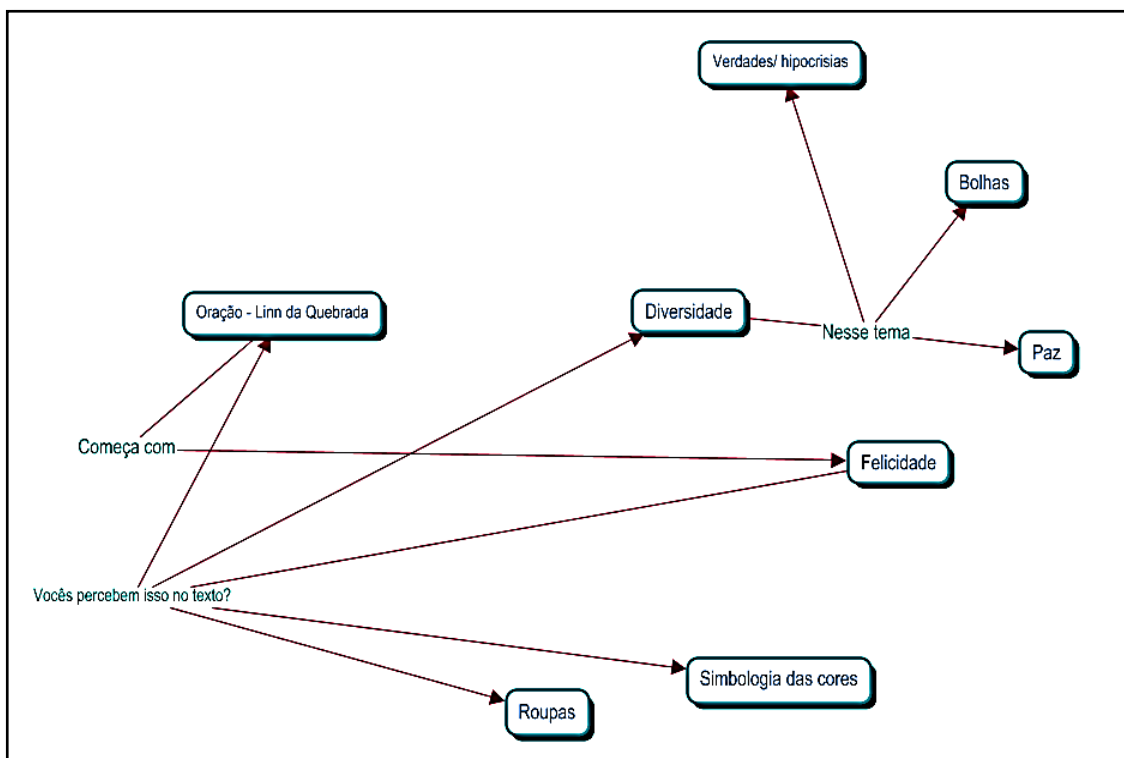 Verdades/ hipocrisias
Bolhas
Oração - Linn da Quebrada
Diversidade
Nesse tema
Paz
Começa com
Felicidade
Vocês percebem isso no texto?
Simbologia das cores
Roupas